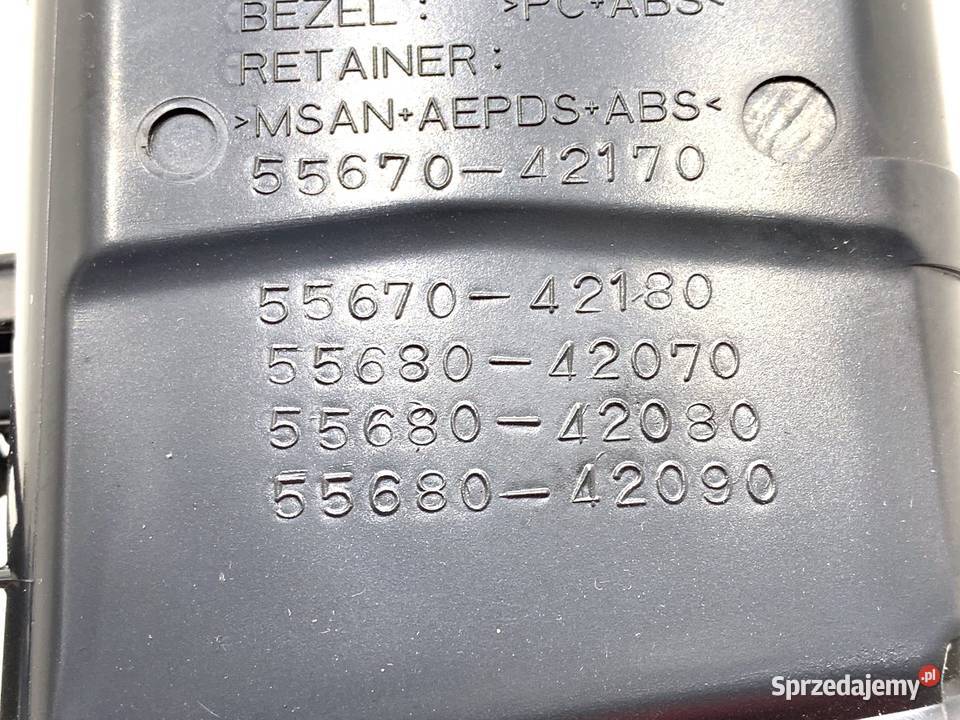 BEZEL : >PC+ABS<
RETAINER :
>MSAN+AEPDS+ABS<
55670-42170
55670-42180
55680-42070
55680-42080
55680-42090
Sprzedajemy.pl